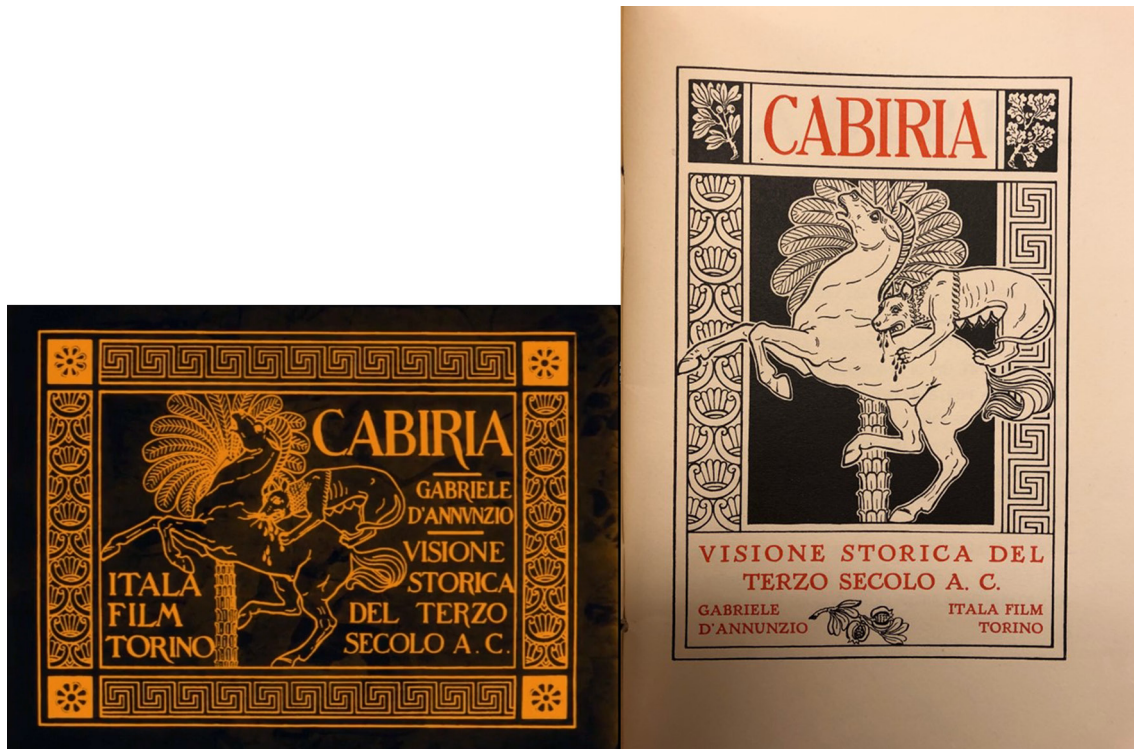 CABIRIA
GABRIELE
D'ANNVNZIO
VISIONE
STORICA
DEL TERZO
SECOLO A. C.
ITALA
FILM
TORINO
CABIRIA
VISIONE STORICA DEL
TERZO SECOLO A. C.
GABRIELE
D'ANNUNZIO
ITALA FILM
TORINO